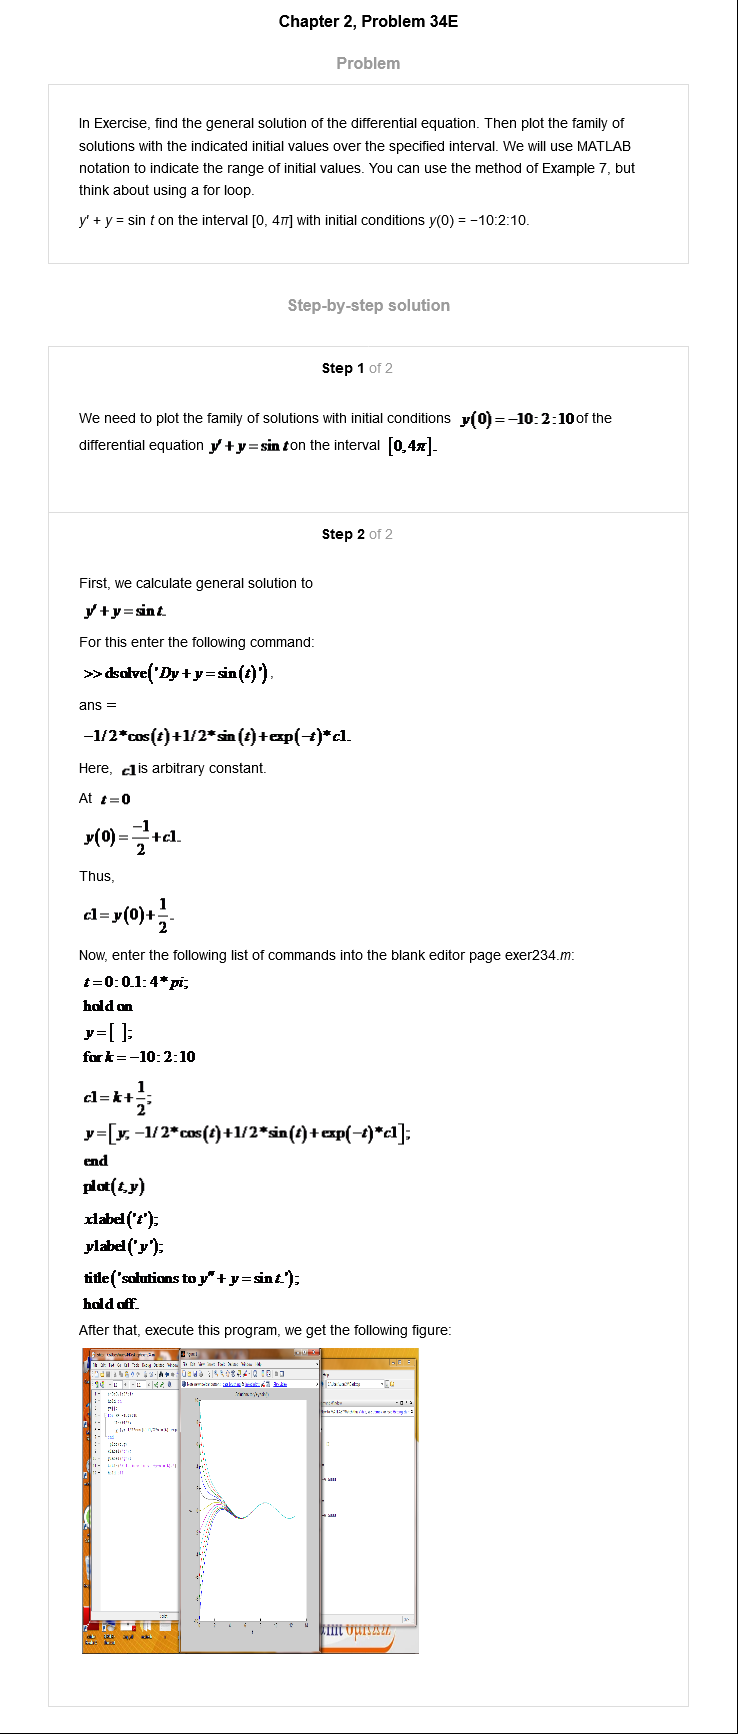 Chapter 2, Problem 34E
Problem
In Exercise, find the general solution of the differential equation. Then plot the family of
solutions with the indicated initial values over the specified interval. We will use MATLAB
notation to indicate the range of initial values. You can use the method of Example 7, but
think about using a for loop.
y′ + y = sin t on the interval [0, 4π] with initial conditions y(0) = −10:2:10.
Step-by-step solution
Step 1 of 2
We need to plot the family of solutions with initial conditions y(0) = −10:2:10 of the
differential equation y′ + y = sin t on the interval [0, 4π].
Step 2 of 2
First, we calculate general solution to
y′ + y = sin t.
For this enter the following command:
>> dsolve('Dy + y = sin(t)'),
ans =
−1/2*cos(t)+1/2*sin(t)+exp(−t)*c1.
Here, c1 is arbitrary constant.
At t = 0
y(0) = −1/2 + c1.
Thus,
c1 = y(0) + 1/2.
Now, enter the following list of commands into the blank editor page exer234.m:
t = 0:0.1:4*pi;
hold on
y = [ ];
for k = −10:2:10
c1 = k + 1/2;
y = [y; −1/2*cos(t)+1/2*sin(t)+exp(−t)*c1];
end
plot(t,y)
xlabel('t');
ylabel('y');
title('solutions to y" + y = sin t.');
hold off.
After that, execute this program, we get the following figure: